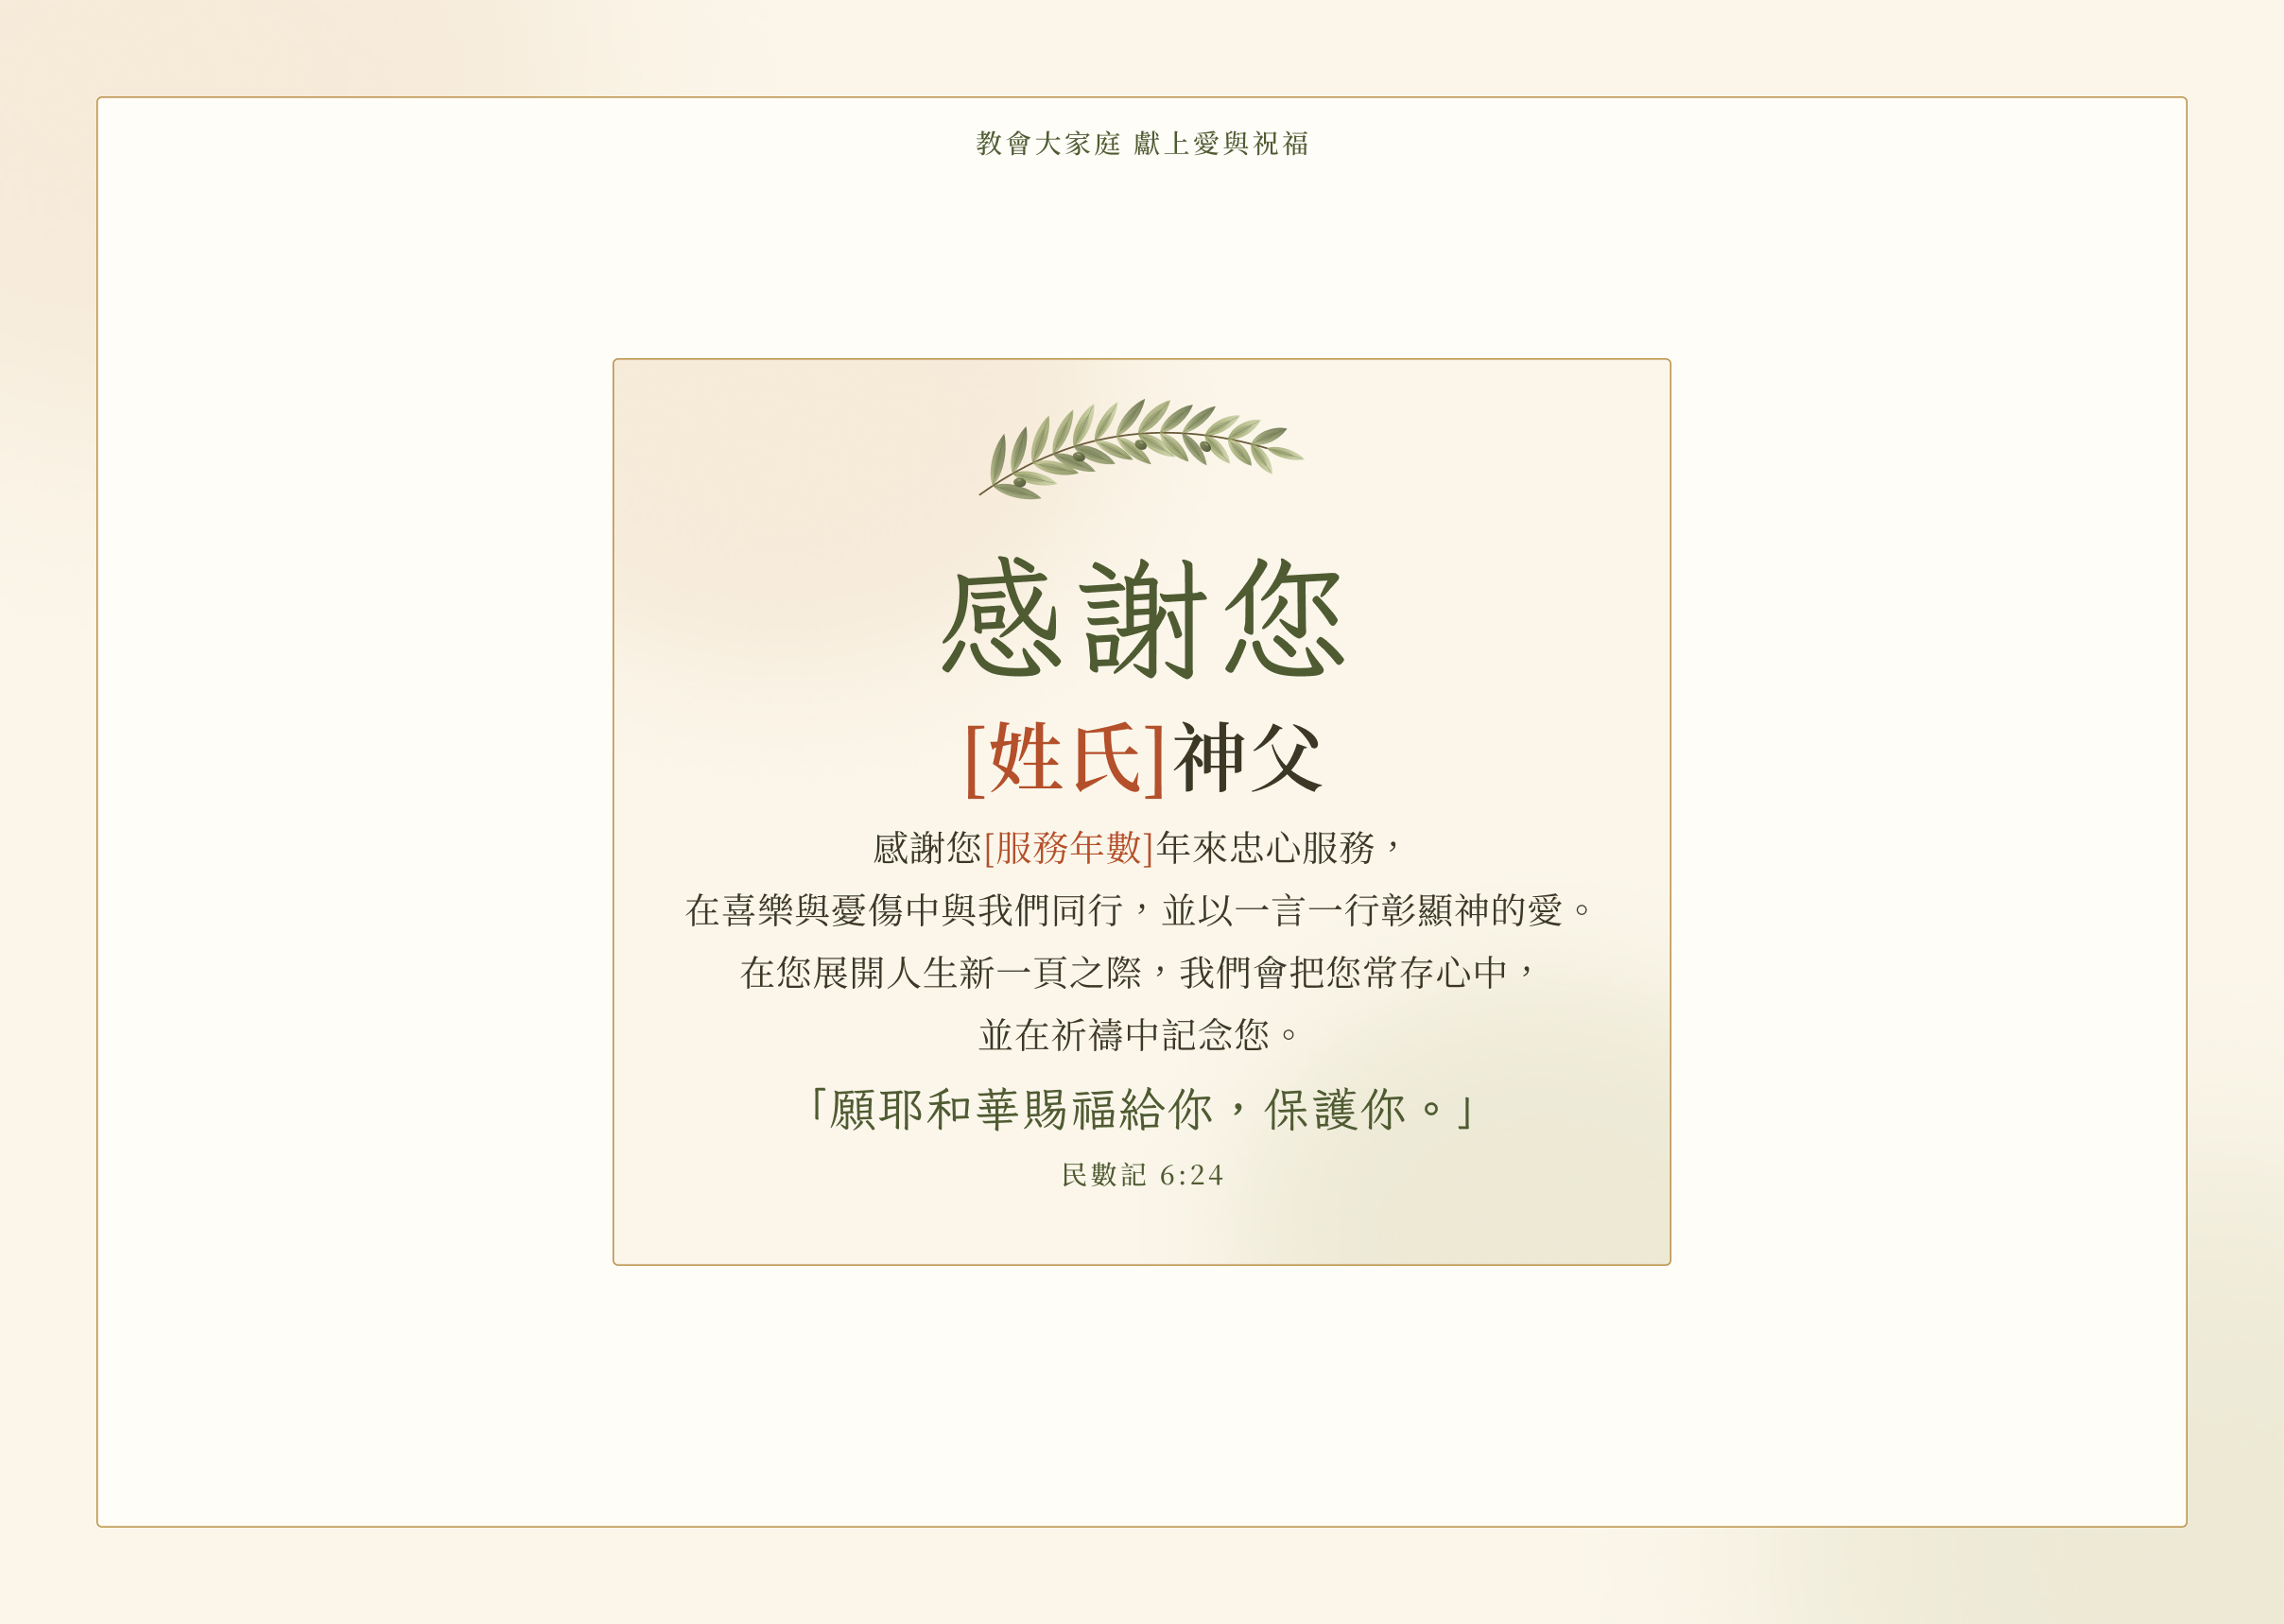 教會大家庭 獻上愛與祝福
感謝您
[姓氏]神父
感謝您[服務年數]年來忠心服務，
在喜樂與憂傷中與我們同行，並以一言一行彰顯神的愛。
在您展開人生新一頁之際，我們會把您常存心中，
並在祈禱中記念您。
「願耶和華賜福給你，保護你。」
民數記 6:24